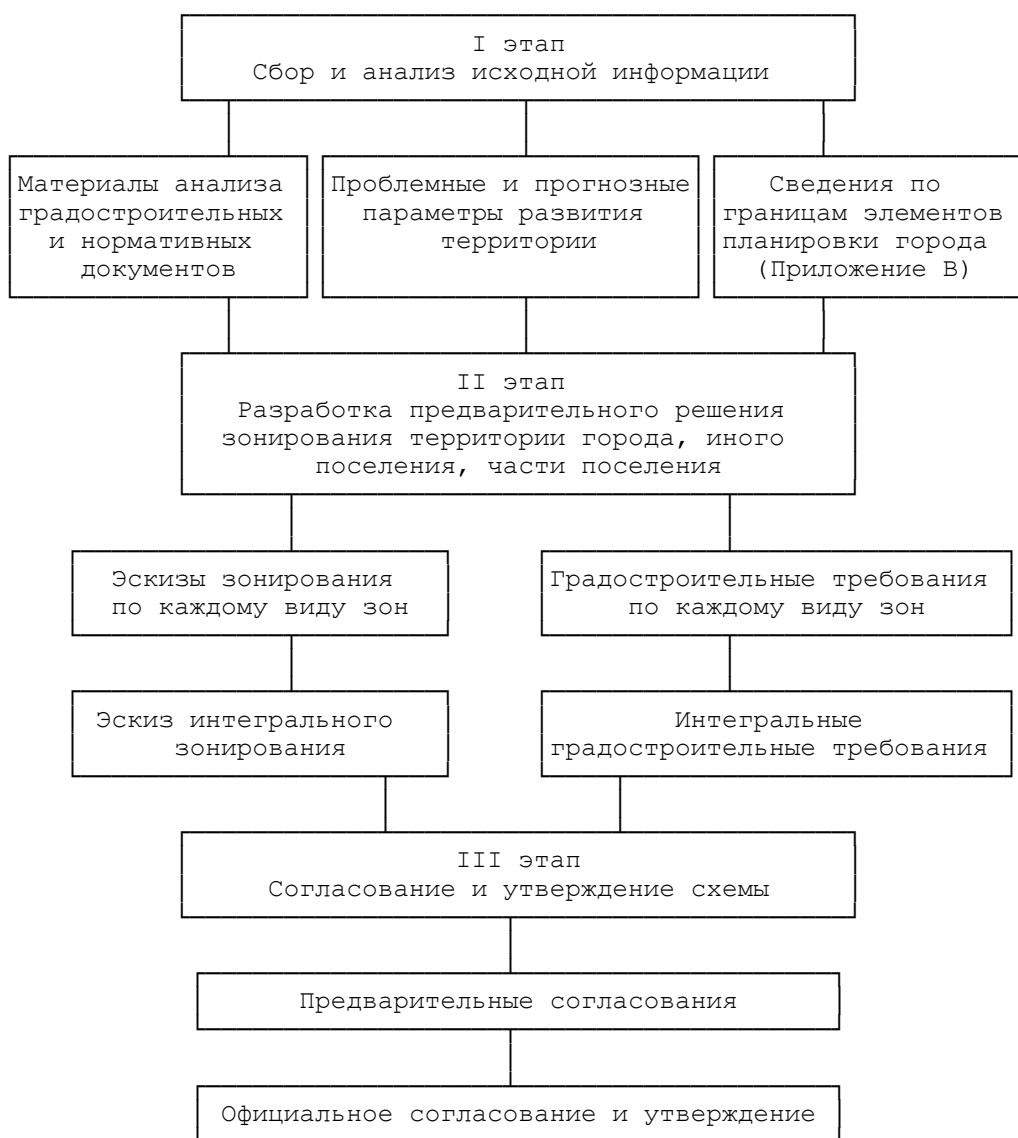 I этап
Сбор и анализ исходной информации
Материалы анализа
градостроительных
и нормативных
документов
Проблемные и прогнозные
параметры развития
территории
Сведения по
границам элементов
планировки города
(Приложение В)
II этап
Разработка предварительного решения
зонирования территории города, иного
поселения, части поселения
Эскизы зонирования
по каждому виду зон
Градостроительные требования
по каждому виду зон
Эскиз интегрального
зонирования
Интегральные
градостроительные требования
III этап
Согласование и утверждение схемы
Предварительные согласования
Официальное согласование и утверждение